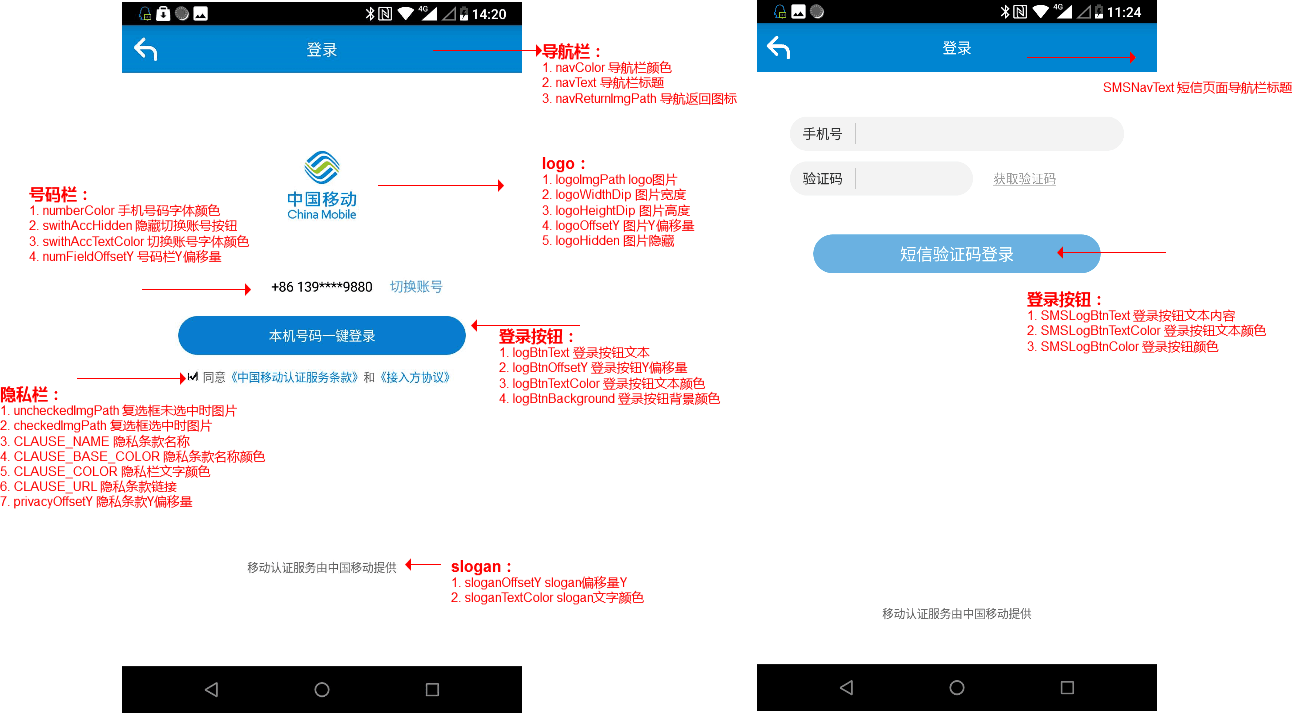 4G 14:20
登录
导航栏：
1. navColor 导航栏颜色
2. navText 导航栏标题
3. navReturnImgPath 导航返回图标
中国移动
China Mobile
logo：
1. logoImgPath logo图片
2. logoWidthDip 图片宽度
3. logoHeightDip 图片高度
4. logoOffsetY 图片Y偏移量
5. logoHidden 图片隐藏
号码栏：
1. numberColor 手机号码字体颜色
2. swithAccHidden 隐藏切换账号按钮
3. swithAccTextColor 切换账号字体颜色
4. numFieldOffsetY 号码栏Y偏移量
+86 139****9880 切换账号
本机号码一键登录
登录按钮：
1. logBtnText 登录按钮文本
2. logBtnOffsetY 登录按钮Y偏移量
3. logBtnTextColor 登录按钮文本颜色
4. logBtnBackground 登录按钮背景颜色
同意《中国移动认证服务条款》和《接入方协议》
隐私栏：
1. uncheckedImgPath 复选框未选中时图片
2. checkedImgPath 复选框选中时图片
3. CLAUSE_NAME 隐私条款名称
4. CLAUSE_BASE_COLOR 隐私条款名称颜色
5. CLAUSE_COLOR 隐私栏文字颜色
6. CLAUSE_URL 隐私条款链接
7. privacyOffsetY 隐私条款Y偏移量
移动认证服务由中国移动提供
slogan：
1. sloganOffsetY slogan偏移量Y
2. sloganTextColor slogan文字颜色
4G 11:24
登录
SMSNavText 短信页面导航栏标题
手机号
验证码 获取验证码
短信验证码登录
登录按钮：
1. SMSLogBtnText 登录按钮文本内容
2. SMSLogBtnTextColor 登录按钮文本颜色
3. SMSLogBtnColor 登录按钮颜色
移动认证服务由中国移动提供